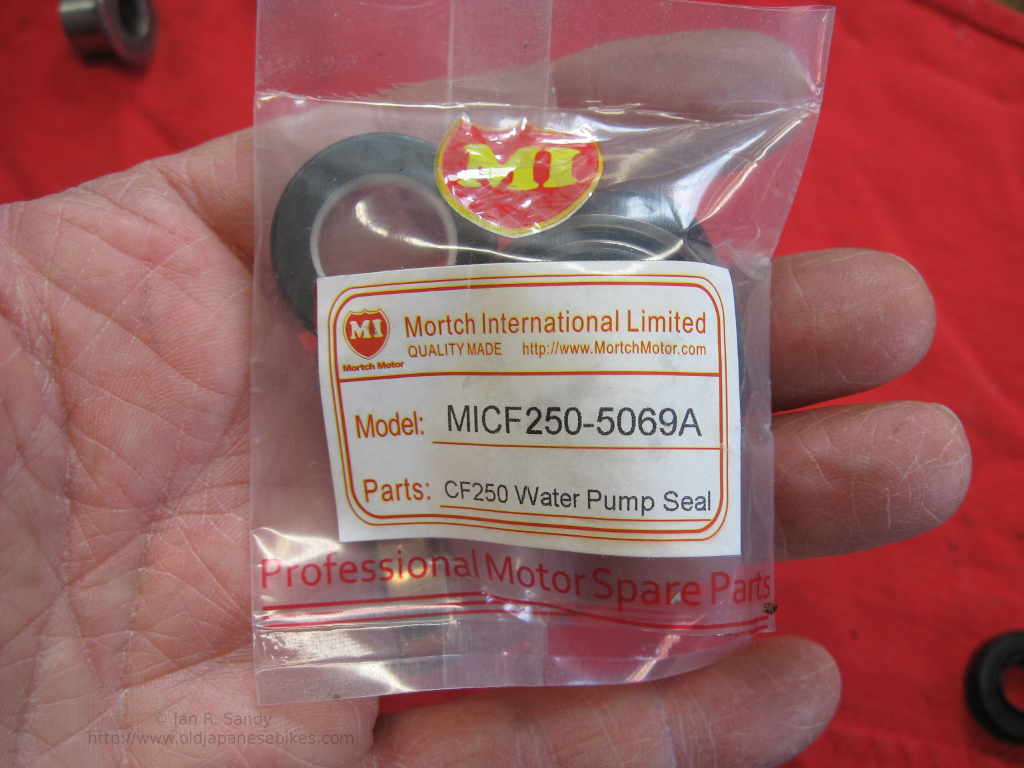 MI
MI
Mortch Motor
Mortch International Limited
QUALITY MADE http://www.MortchMotor.com
Model: MICF250-5069A
Parts: CF250 Water Pump Seal
Professional Motor Spare Parts
© Ian R. Sandy
http://www.oldjapanesebikes.com